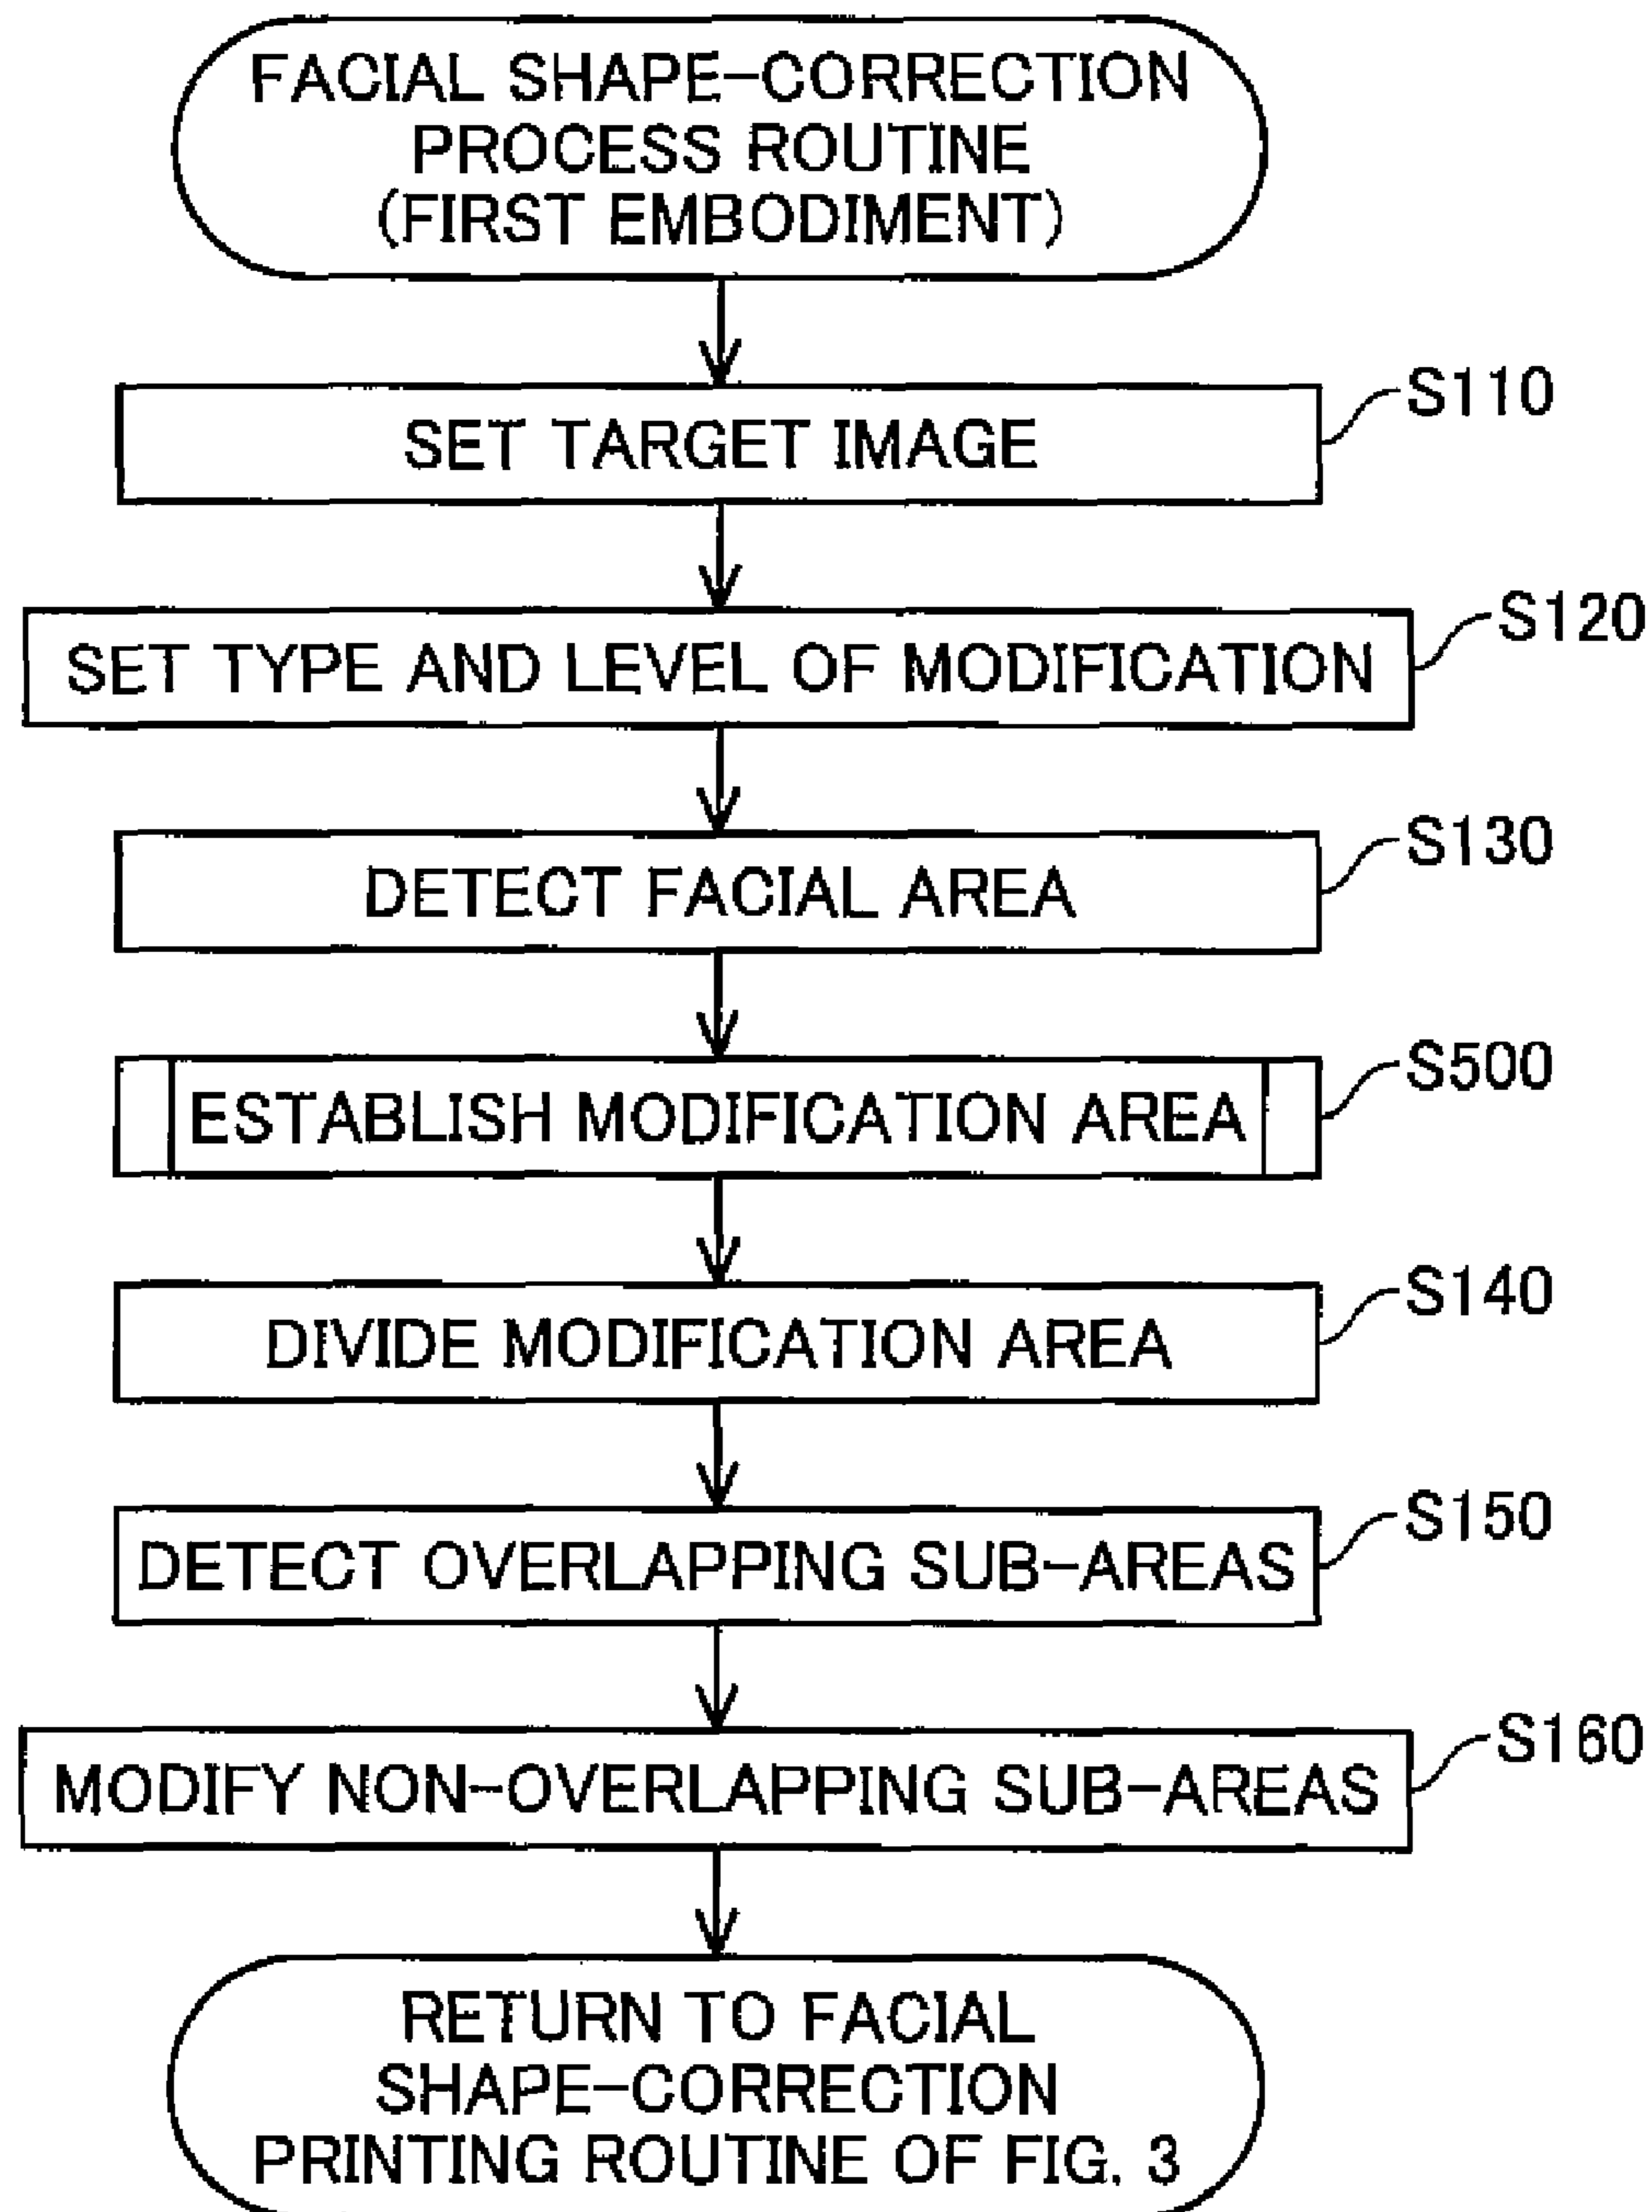 FACIAL SHAPE-CORRECTION
PROCESS ROUTINE
(FIRST EMBODIMENT)
S110
SET TARGET IMAGE
S120
SET TYPE AND LEVEL OF MODIFICATION
S130
DETECT FACIAL AREA
S500
ESTABLISH MODIFICATION AREA
S140
DIVIDE MODIFICATION AREA
S150
DETECT OVERLAPPING SUB-AREAS
S160
MODIFY NON-OVERLAPPING SUB-AREAS
RETURN TO FACIAL
SHAPE-CORRECTION
PRINTING ROUTINE OF FIG. 3